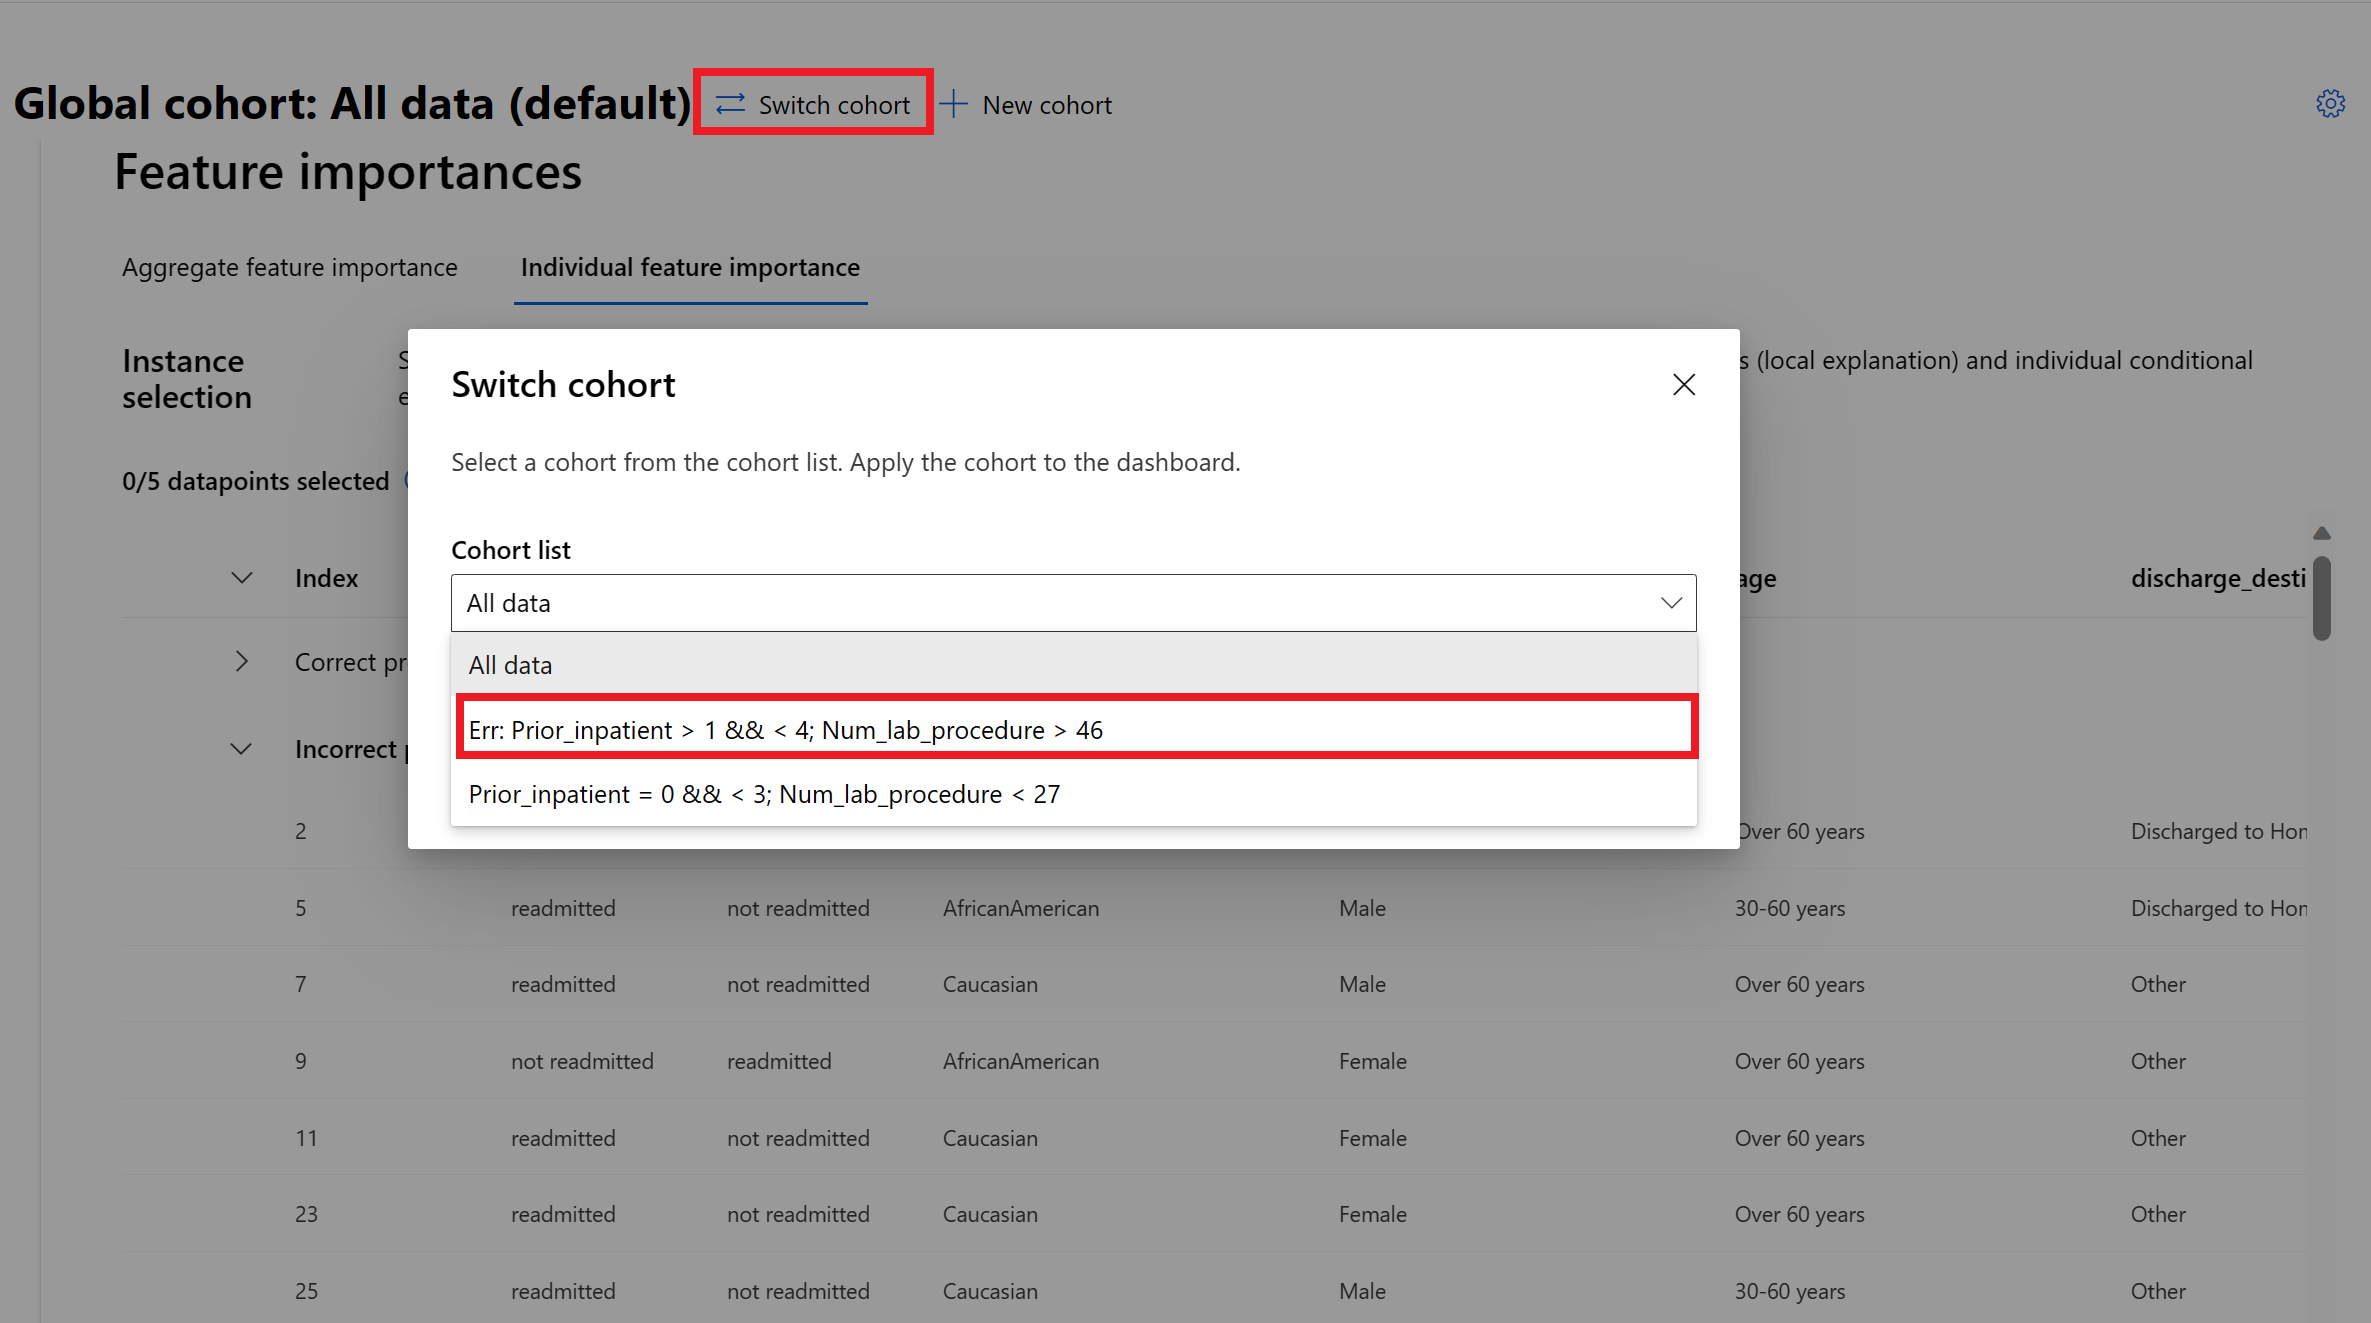 Global cohort: All data (default) Switch cohort New cohort
Feature importances
Aggregate feature importance Individual feature importance
Instance
selection
s (local explanation) and individual conditional
0/5 datapoints selected
Switch cohort
Select a cohort from the cohort list. Apply the cohort to the dashboard.
Cohort list
All data
All data
Err: Prior_inpatient > 1 && < 4; Num_lab_procedure > 46
Prior_inpatient = 0 && < 3; Num_lab_procedure < 27
Index age discharge_desti
Correct pr
Incorrect
2 Over 60 years Discharged to Hom
5 readmitted not readmitted AfricanAmerican Male 30-60 years Discharged to Hom
7 readmitted not readmitted Caucasian Male Over 60 years Other
9 not readmitted readmitted AfricanAmerican Female Over 60 years Other
11 readmitted not readmitted Caucasian Female Over 60 years Other
23 readmitted not readmitted Caucasian Female Over 60 years Other
25 readmitted not readmitted Caucasian Male 30-60 years Other